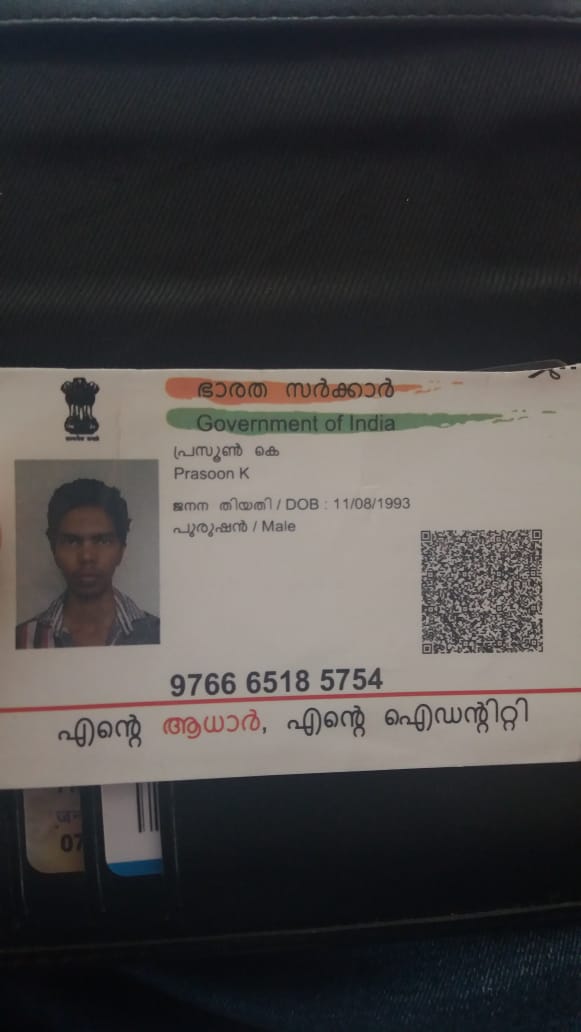 ഭാരത സർക്കാർ
Government of India
പ്രസൂൺ കെ
Prasoon K
ജനന തിയതി / DOB : 11/08/1993
പുരുഷൻ / Male
9766 6518 5754
എന്റെ ആധാർ, എന്റെ ഐഡന്റിറ്റി
07